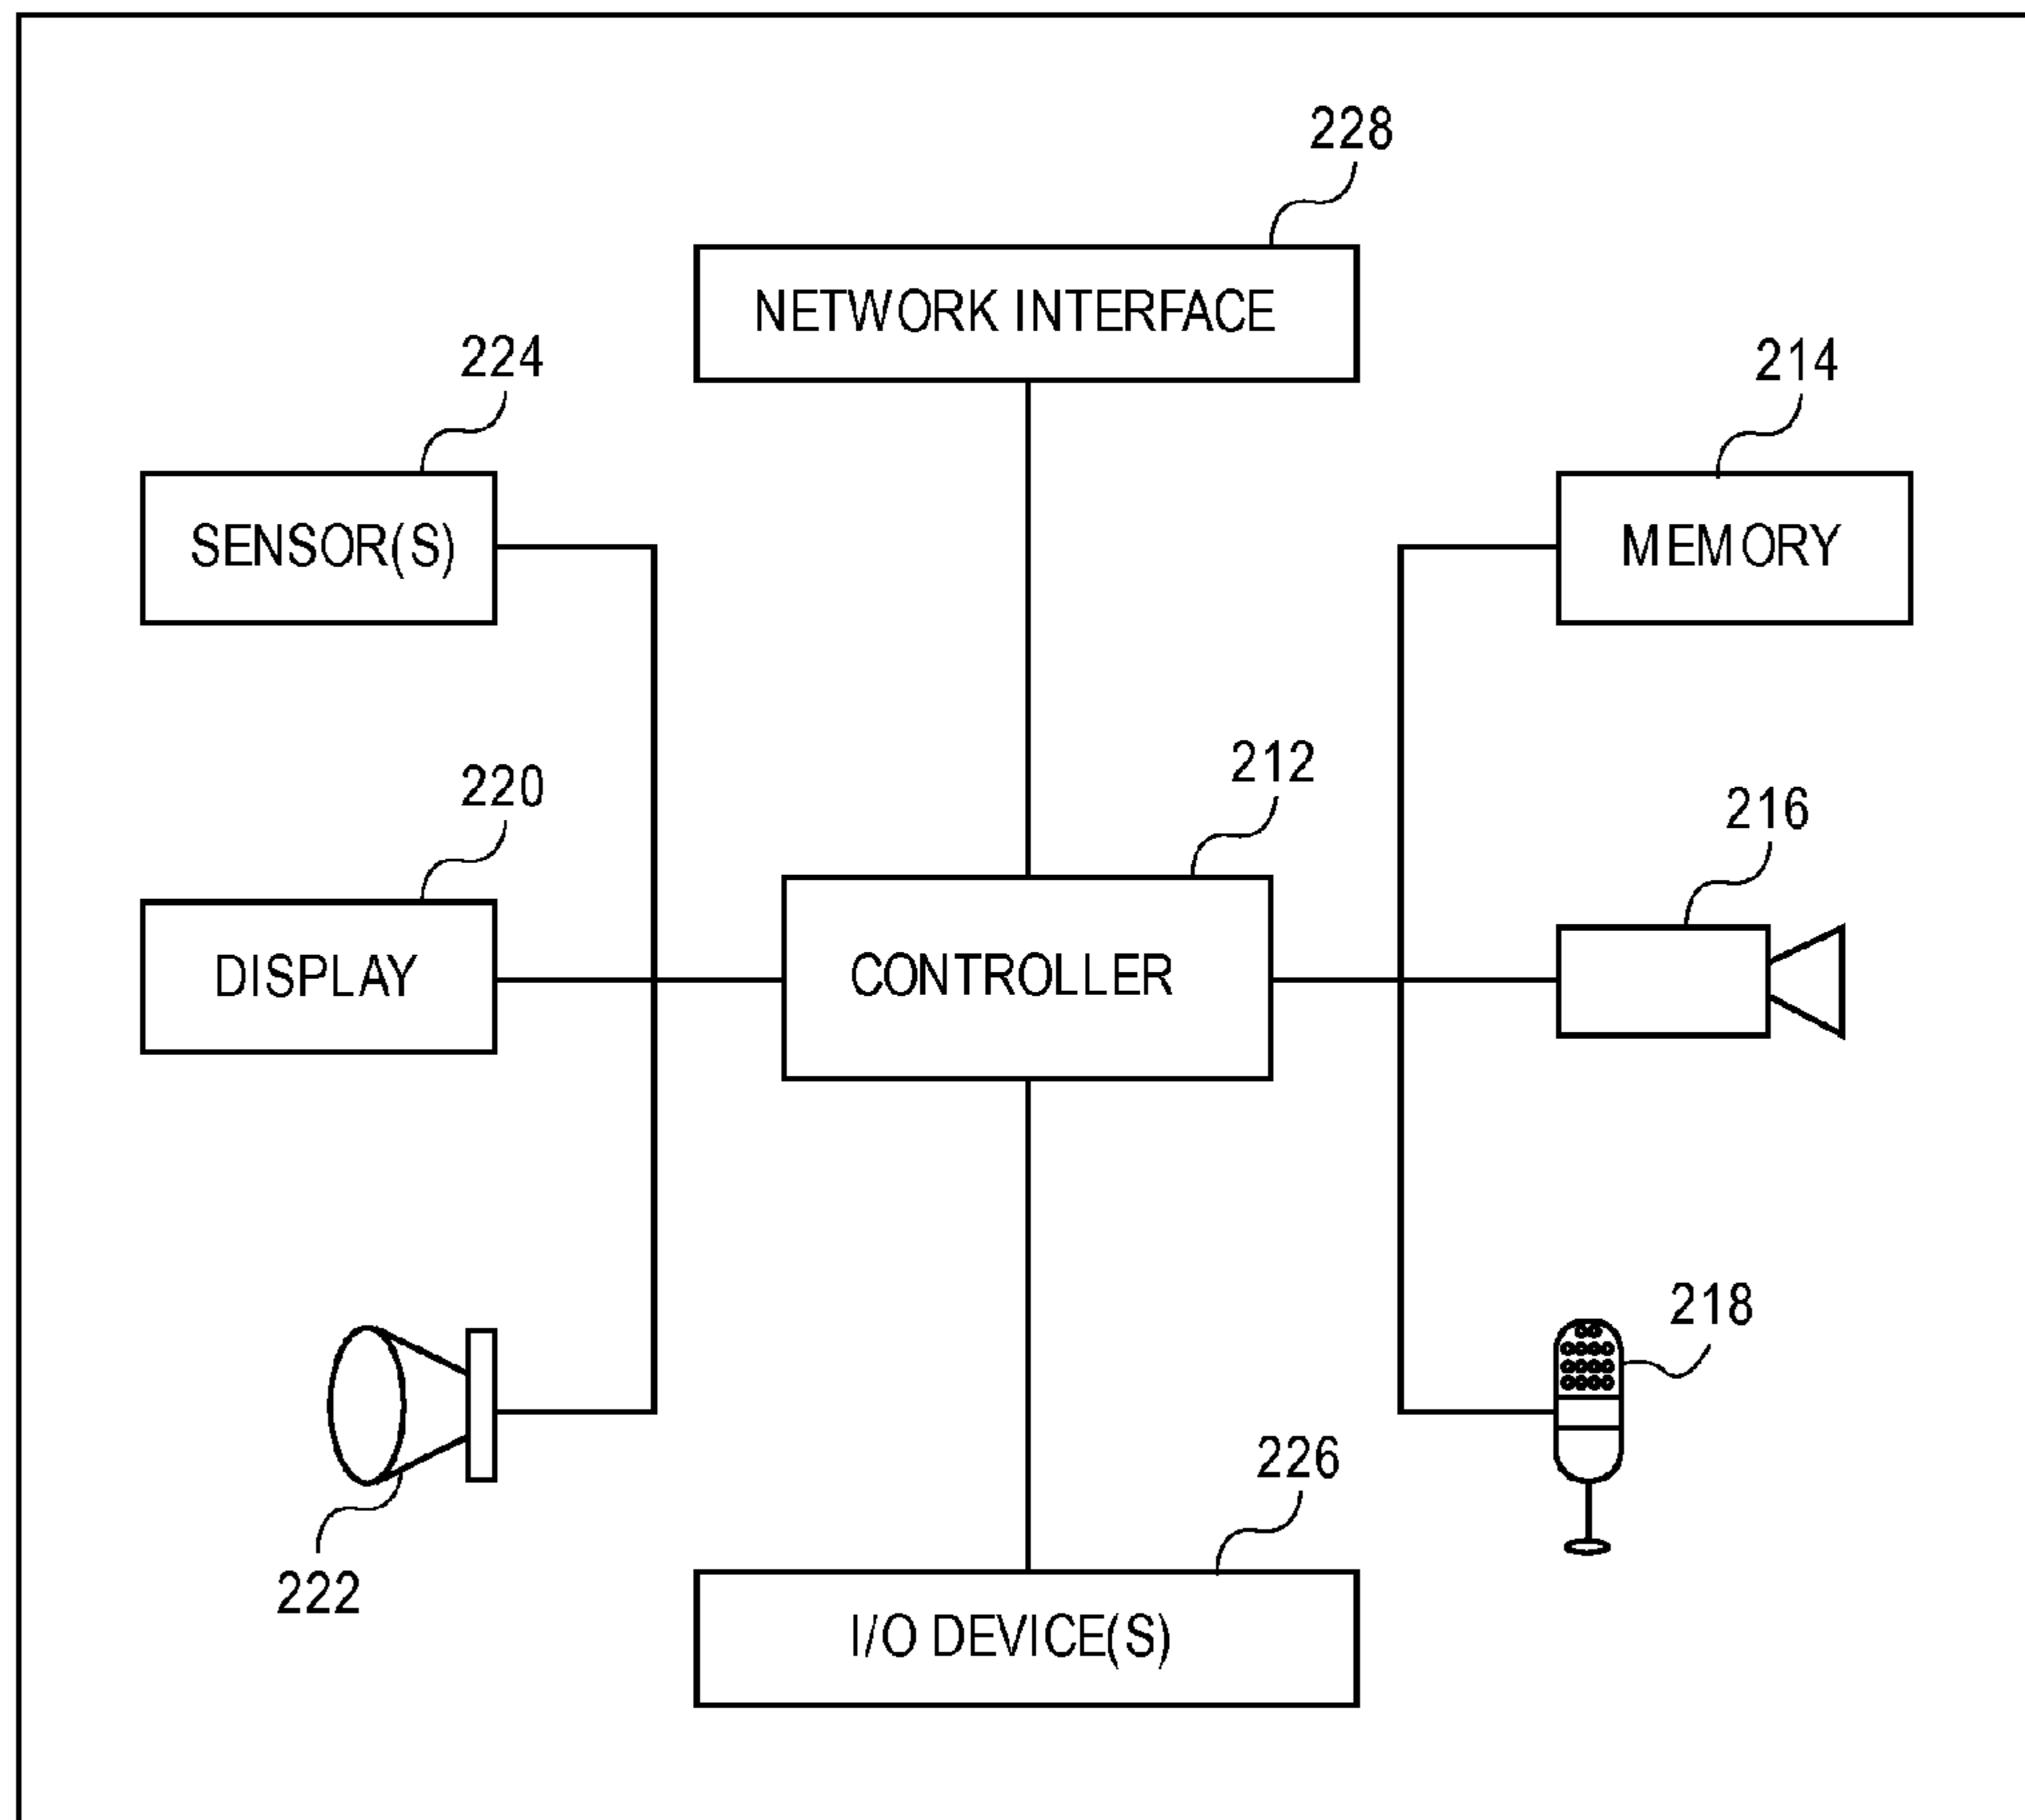 228
NETWORK INTERFACE
224
214
SENSOR(S)
MEMORY
212
220
216
DISPLAY
CONTROLLER
218
226
222
I/O DEVICE(S)